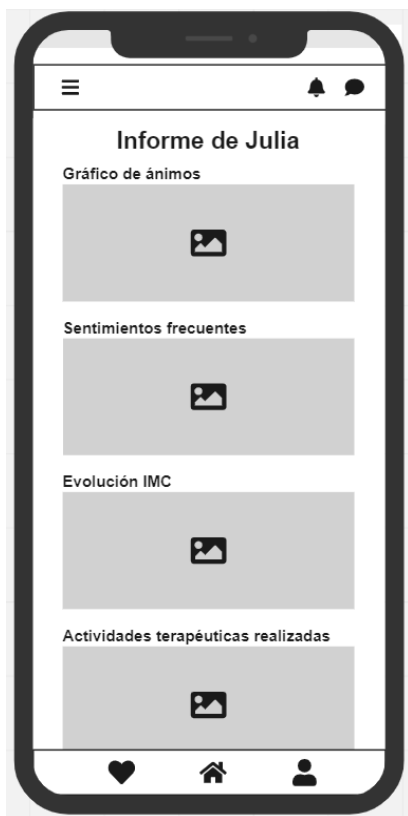 Informe de Julia
Gráfico de ánimos
Sentimientos frecuentes
Evolución IMC
Actividades terapéuticas realizadas